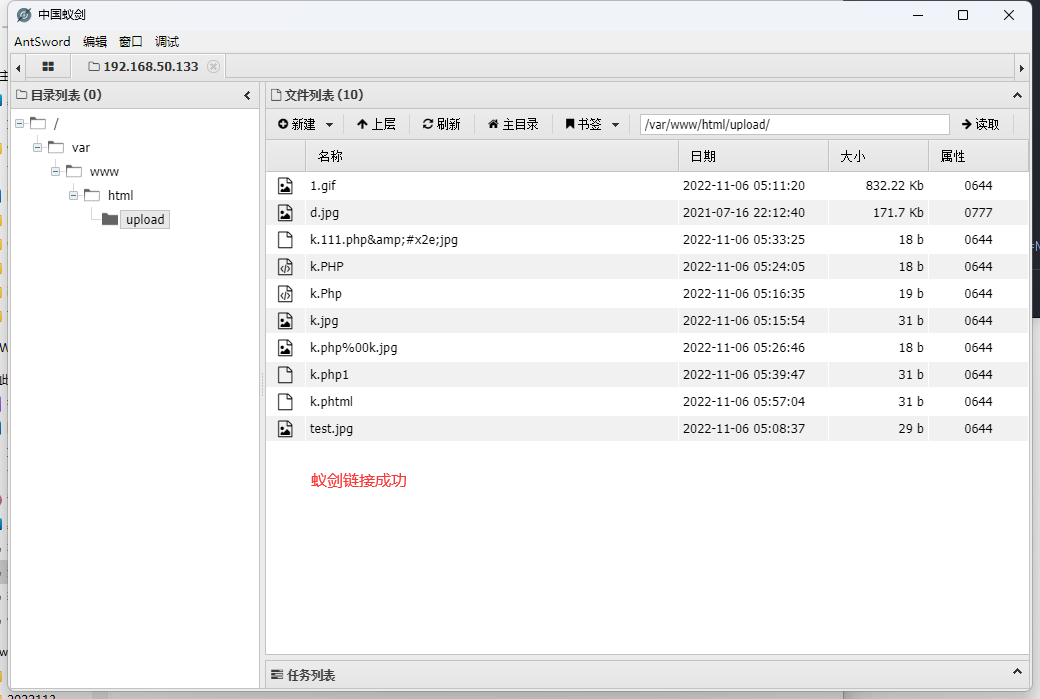 中国蚁剑
AntSword 编辑 窗口 调试
192.168.50.133
目录列表 (0)
文件列表 (10)
新建 上层 刷新 主目录 书签 /var/www/html/upload/ 读取
/
var
www
html
upload
名称 日期 大小 属性
1.gif 2022-11-06 05:11:20 832.22 Kb 0644
d.jpg 2021-07-16 22:12:40 171.7 Kb 0777
k.111.php&amp;#x2e;jpg 2022-11-06 05:33:25 18 b 0644
k.PHP 2022-11-06 05:24:05 18 b 0644
k.Php 2022-11-06 05:16:35 19 b 0644
k.jpg 2022-11-06 05:15:54 31 b 0644
k.php%00k.jpg 2022-11-06 05:26:46 18 b 0644
k.php1 2022-11-06 05:39:47 31 b 0644
k.phtml 2022-11-06 05:57:04 31 b 0644
test.jpg 2022-11-06 05:08:37 29 b 0644
蚁剑链接成功
任务列表